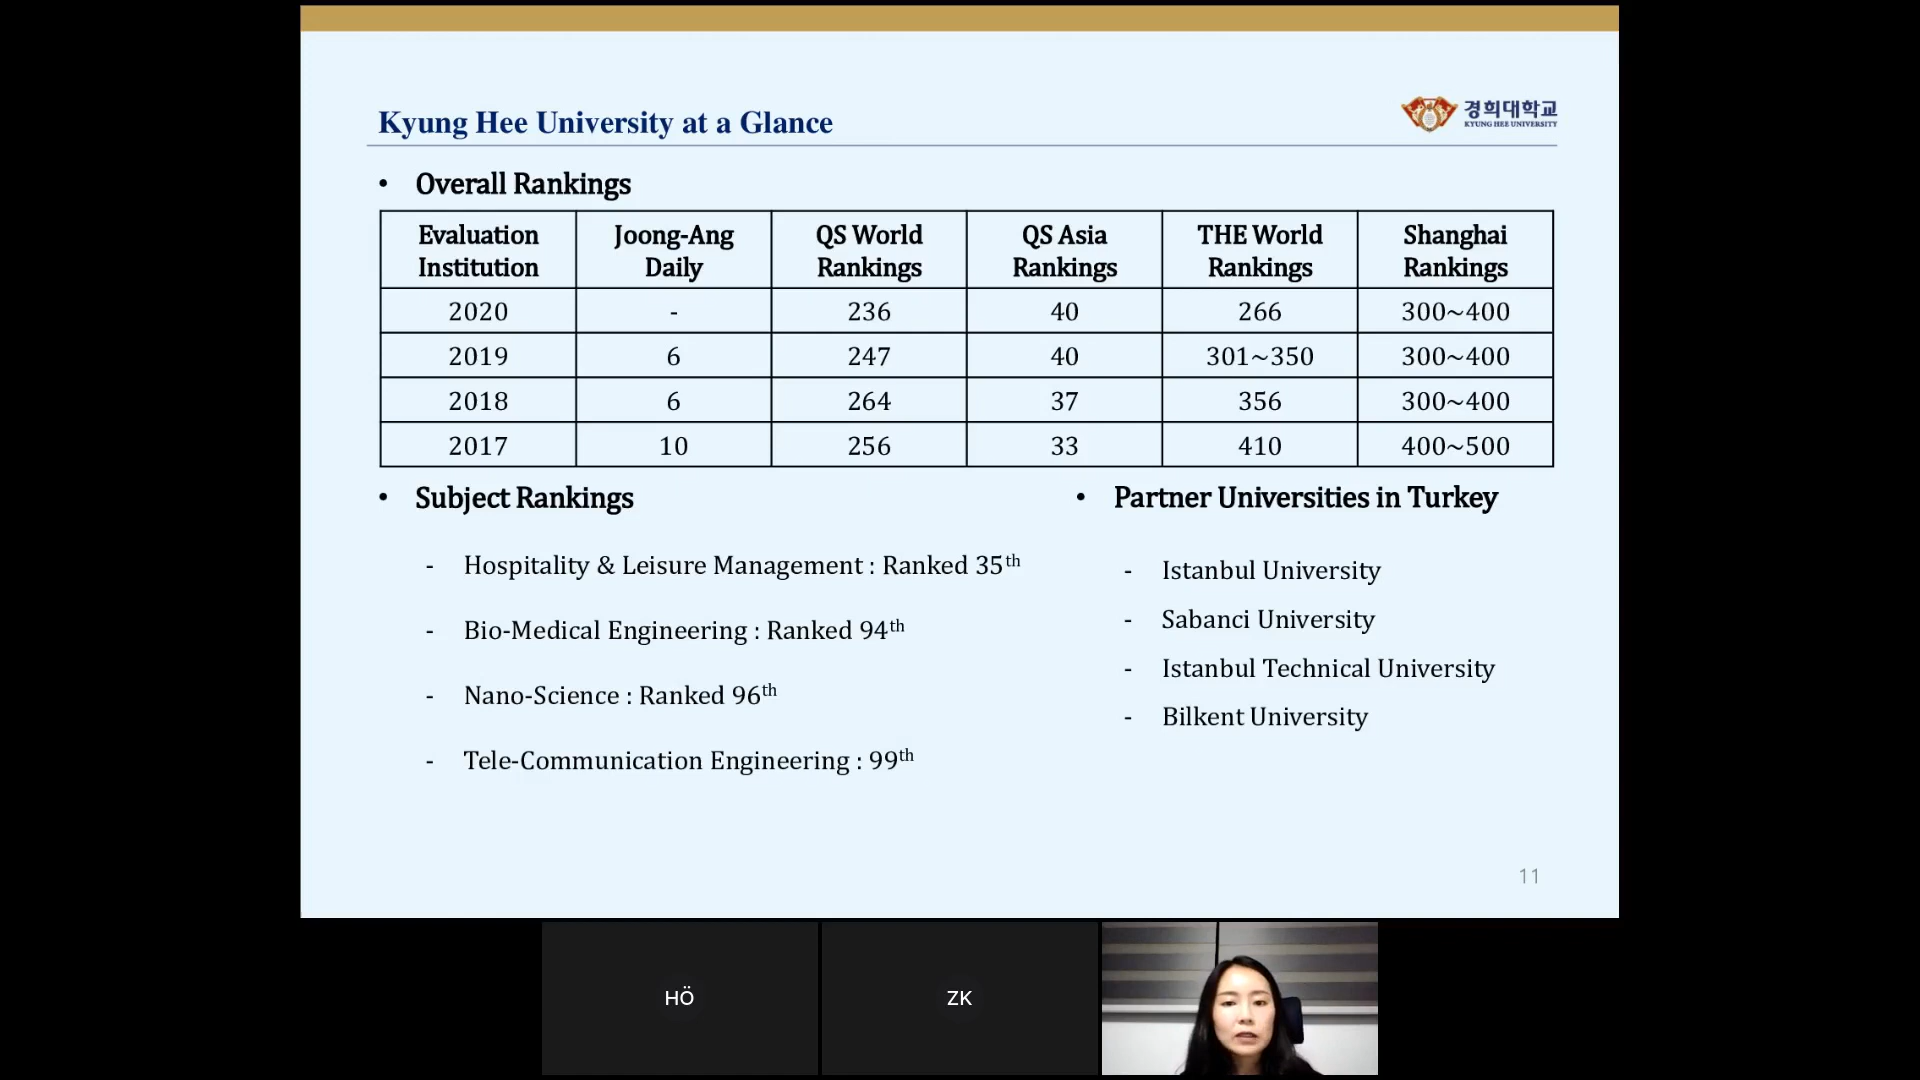 Kyung Hee University at a Glance
경희대학교
KYUNG HEE UNIVERSITY
• Overall Rankings
Evaluation Institution Joong-Ang Daily QS World Rankings QS Asia Rankings THE World Rankings Shanghai Rankings
2020 - 236 40 266 300~400
2019 6 247 40 301~350 300~400
2018 6 264 37 356 300~400
2017 10 256 33 410 400~500
• Subject Rankings
- Hospitality & Leisure Management : Ranked 35th
- Bio-Medical Engineering : Ranked 94th
- Nano-Science : Ranked 96th
- Tele-Communication Engineering : 99th
• Partner Universities in Turkey
- Istanbul University
- Sabanci University
- Istanbul Technical University
- Bilkent University
11
HÖ
ZK